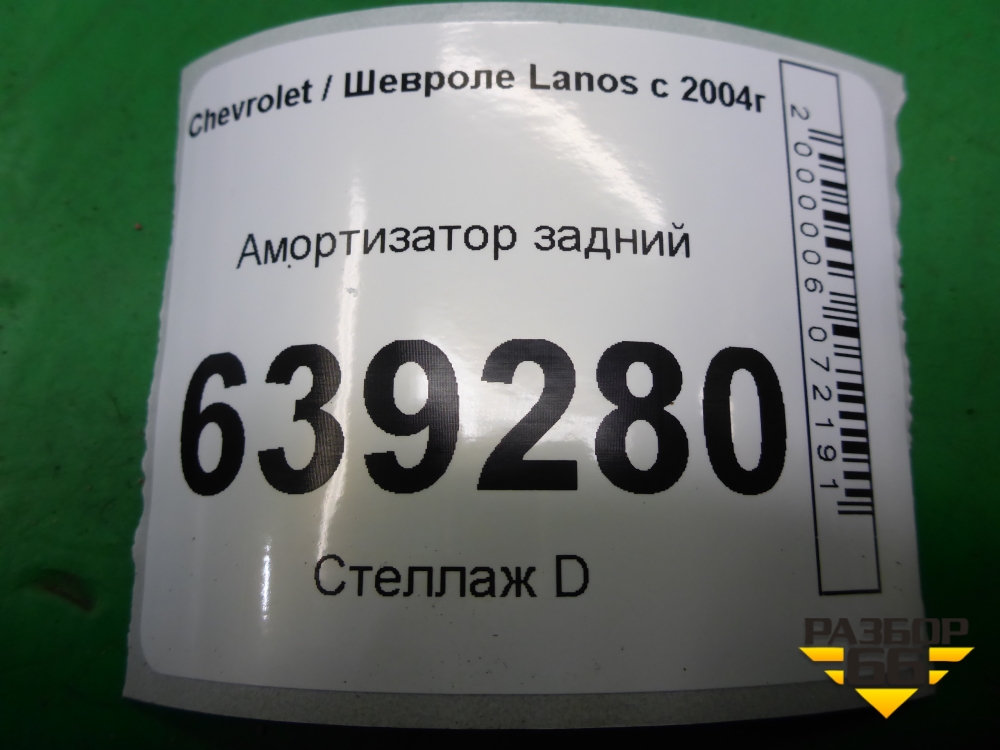 Chevrolet / Шевроле Lanos с 2004г
Амортизатор задний
639280
Стеллаж D
2000006072191
РАЗБОР
66